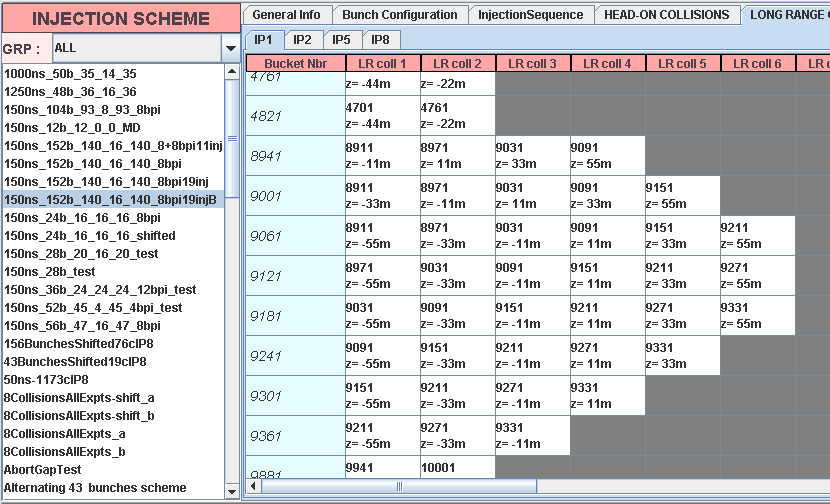 INJECTION SCHEME
GRP : ALL
1000ns_50b_35_14_35
1250ns_48b_36_16_36
150ns_104b_93_8_93_8bpi
150ns_12b_12_0_0_MD
150ns_152b_140_16_140_8+8bpi11inj
150ns_152b_140_16_140_8bpi
150ns_152b_140_16_140_8bpi19inj
150ns_152b_140_16_140_8bpi19injB
150ns_24b_16_16_16_8bpi
150ns_24b_16_16_16_shifted
150ns_28b_20_16_20_test
150ns_28b_test
150ns_36b_24_24_24_12bpi_test
150ns_52b_45_4_45_4bpi_test
150ns_56b_47_16_47_8bpi
156BunchesShifted76cIP8
43BunchesShifted19cIP8
50ns-1173cIP8
8CollisionsAllExpts-shift_a
8CollisionsAllExpts-shift_b
8CollisionsAllExpts_a
8CollisionsAllExpts_b
AbortGapTest
Alternating 43 bunches scheme
General Info Bunch Configuration InjectionSequence HEAD-ON COLLISIONS LONG RANGE
IP1 IP2 IP5 IP8
Bucket Nbr LR coll 1 LR coll 2 LR coll 3 LR coll 4 LR coll 5 LR coll 6 LR
4761
z= -44m z= -22m
4821
4701 4761
z= -44m z= -22m
8941
8911 8971 9031 9091
z= -11m z= 11m z= 33m z= 55m
9001
8911 8971 9031 9091 9151
z= -33m z= -11m z= 11m z= 33m z= 55m
9061
8911 8971 9031 9091 9151 9211
z= -55m z= -33m z= -11m z= 11m z= 33m z= 55m
9121
8971 9031 9091 9151 9211 9271
z= -55m z= -33m z= -11m z= 11m z= 33m z= 55m
9181
9031 9091 9151 9211 9271 9331
z= -55m z= -33m z= -11m z= 11m z= 33m z= 55m
9241
9091 9151 9211 9271 9331
z= -55m z= -33m z= -11m z= 11m z= 33m
9301
9151 9211 9271 9331
z= -55m z= -33m z= -11m z= 11m
9361
9211 9271 9331
z= -55m z= -33m z= -11m
9881
9941 10001